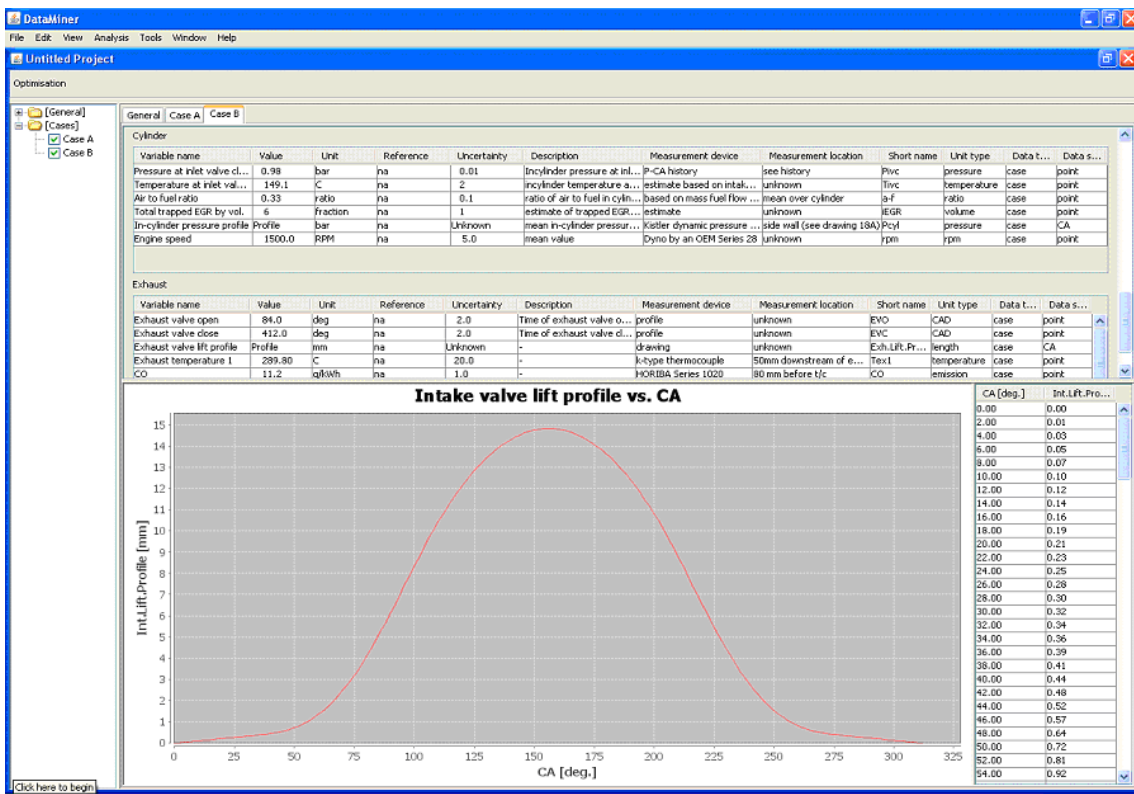 DataMiner
File Edit View Analysis Tools Window Help
Untitled Project
Optimisation
[General]
[Cases]
Case A
Case B
General Case A Case B
Cylinder
Variable name Value Unit Reference Uncertainty Description Measurement device Measurement location Short name Unit type Data t... Data s...
Pressure at inlet valve cl... 0.98 bar na 0.01 Incylinder pressure at inl... P-CA history see history Pivc pressure case point
Temperature at inlet val... 149.1 C na 2 incylinder temperature a... estimate based on intak... unknown Tivc temperature case point
Air to fuel ratio 0.33 ratio na 0.1 ratio of air to fuel in cylin... based on mass fuel flow ... mean over cylinder a-f ratio case point
Total trapped EGR by vol. 6 fraction na 1 estimate of trapped EGR... estimate unknown IEGR volume case point
In-cylinder pressure profile Profile bar na Unknown mean in-cylinder pressur... Kistler dynamic pressure ... side wall (see drawing 18A) Pcyl pressure case CA
Engine speed 1500.0 RPM na 5.0 mean value Dyno by an OEM Series 28 unknown rpm rpm case point
Exhaust
Variable name Value Unit Reference Uncertainty Description Measurement device Measurement location Short name Unit type Data t... Data s...
Exhaust valve open 84.0 deg na 2.0 Time of exhaust valve o... profile unknown EVO CAD case point
Exhaust valve close 412.0 deg na 2.0 Time of exhaust valve cl... profile unknown EVC CAD case point
Exhaust valve lift profile Profile mm na Unknown - drawing unknown Exh.Lift.Pr... length case CA
Exhaust temperature 1 289.80 C na 20.0 - k-type thermocouple 50mm downstream of e... Tex1 temperature case point
CO 11.2 g/kWh na 1.0 - HORIBA Series 1020 80 mm before t/c CO emission case point
Intake valve lift profile vs. CA
15
14
13
12
11
10
9
8
7
6
5
4
3
2
1
0
Int.Lift.Profile [mm]
0 25 50 75 100 125 150 175 200 225 250 275 300 325
CA [deg.]
CA [deg.] Int.Lift.Pro...
0.00 0.00
2.00 0.01
4.00 0.03
6.00 0.05
8.00 0.07
10.00 0.10
12.00 0.12
14.00 0.14
16.00 0.16
18.00 0.19
20.00 0.21
22.00 0.23
24.00 0.25
26.00 0.28
28.00 0.30
30.00 0.32
32.00 0.34
34.00 0.36
36.00 0.39
38.00 0.41
40.00 0.44
42.00 0.48
44.00 0.52
46.00 0.57
48.00 0.64
50.00 0.72
52.00 0.81
54.00 0.92
Click here to begin